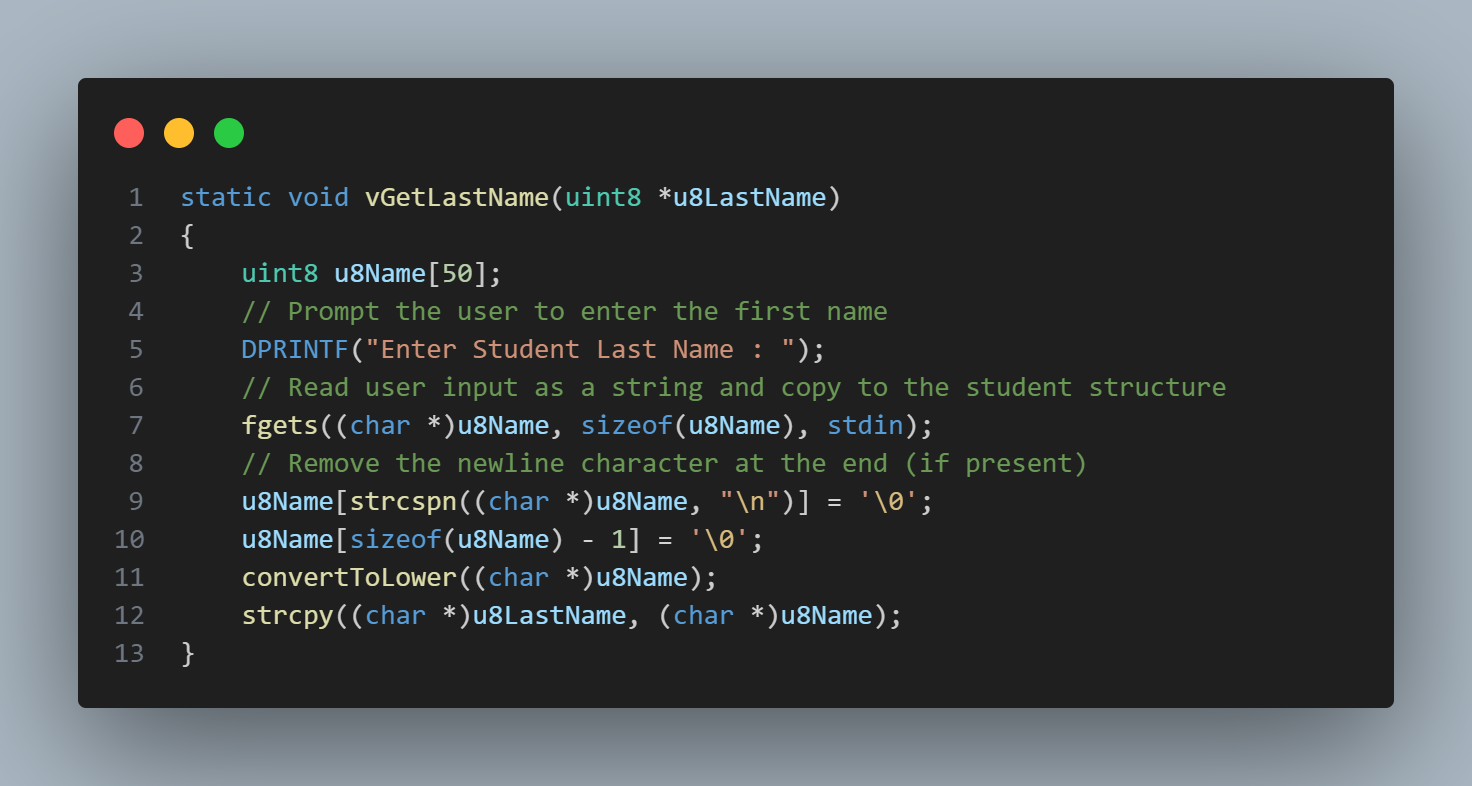 1 static void vGetLastName(uint8 *u8LastName)
2 {
3     uint8 u8Name[50];
4     // Prompt the user to enter the first name
5     DPRINTF("Enter Student Last Name : ");
6     // Read user input as a string and copy to the student structure
7     fgets((char *)u8Name, sizeof(u8Name), stdin);
8     // Remove the newline character at the end (if present)
9     u8Name[strcspn((char *)u8Name, "\n")] = '\0';
10     u8Name[sizeof(u8Name) - 1] = '\0';
11     convertToLower((char *)u8Name);
12     strcpy((char *)u8LastName, (char *)u8Name);
13 }